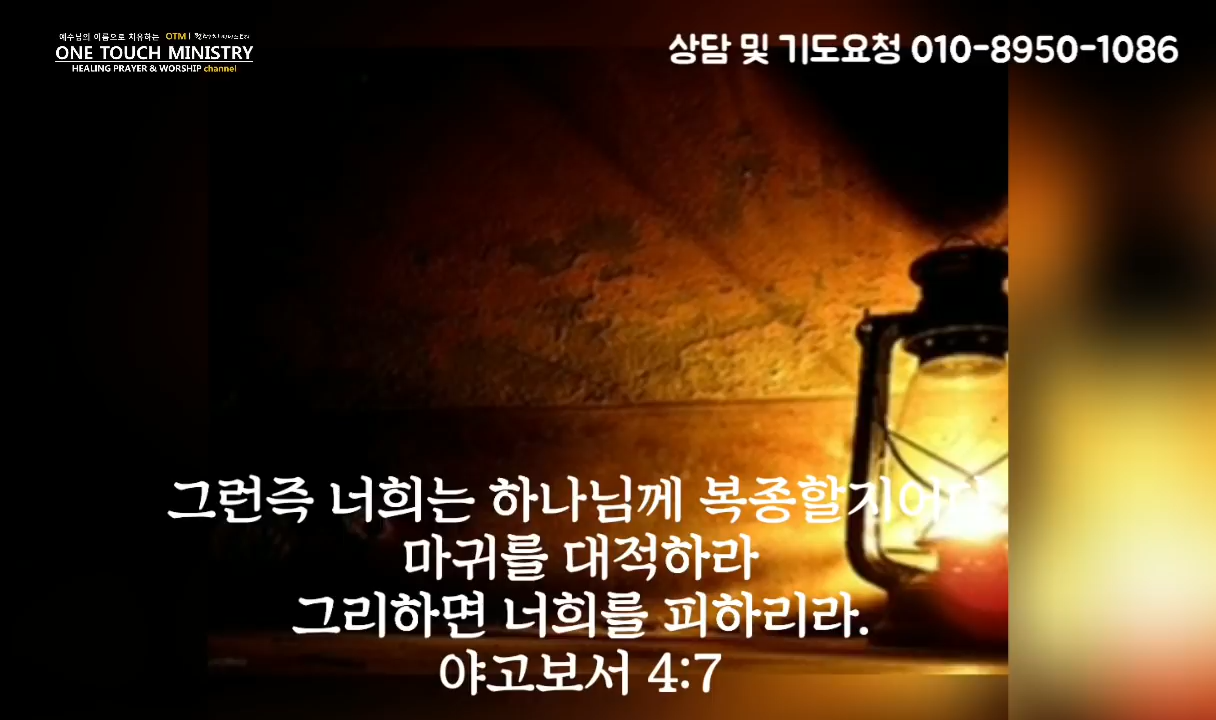 예수님의 이름으로 치유하는 OTM
ONE TOUCH MINISTRY
HEALING PRAYER & WORSHIP channel
상담 및 기도요청 010-8950-1086
그런즉 너희는 하나님께 복종할지어다
마귀를 대적하라
그리하면 너희를 피하리라.
야고보서 4:7